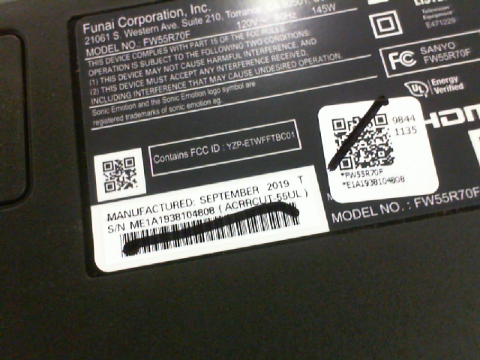 Funai Corporation, Inc.
21061 S. Western Ave. Suite 210, Torrance
120V~ 60Hz 145W
MODEL NO.: FW55R70F
THIS DEVICE COMPLIES WITH PART 15 OF THE FCC RULES.
OPERATION IS SUBJECT TO THE FOLLOWING TWO CONDITIONS:
(1) THIS DEVICE MAY NOT CAUSE HARMFUL INTERFERENCE, AND
(2) THIS DEVICE MUST ACCEPT ANY INTERFERENCE RECEIVED,
INCLUDING INTERFERENCE THAT MAY CAUSE UNDESIRED OPERATION.
Sonic Emotion and the Sonic Emotion logo symbol are
registered trademarks of sonic emotion ag.
Contains FCC ID : YZP-ETWFFTBC01
MANUFACTURED: SEPTEMBER 2019 T
S/N ME1A1938104808 (ACRRCUT 55UL)
E471229
FC SANYO
FW55R70F
Energy
Verified
HDMI
9844
1135
*FW55R70F
*E1A1938104808
MODEL NO.: FW55R70F